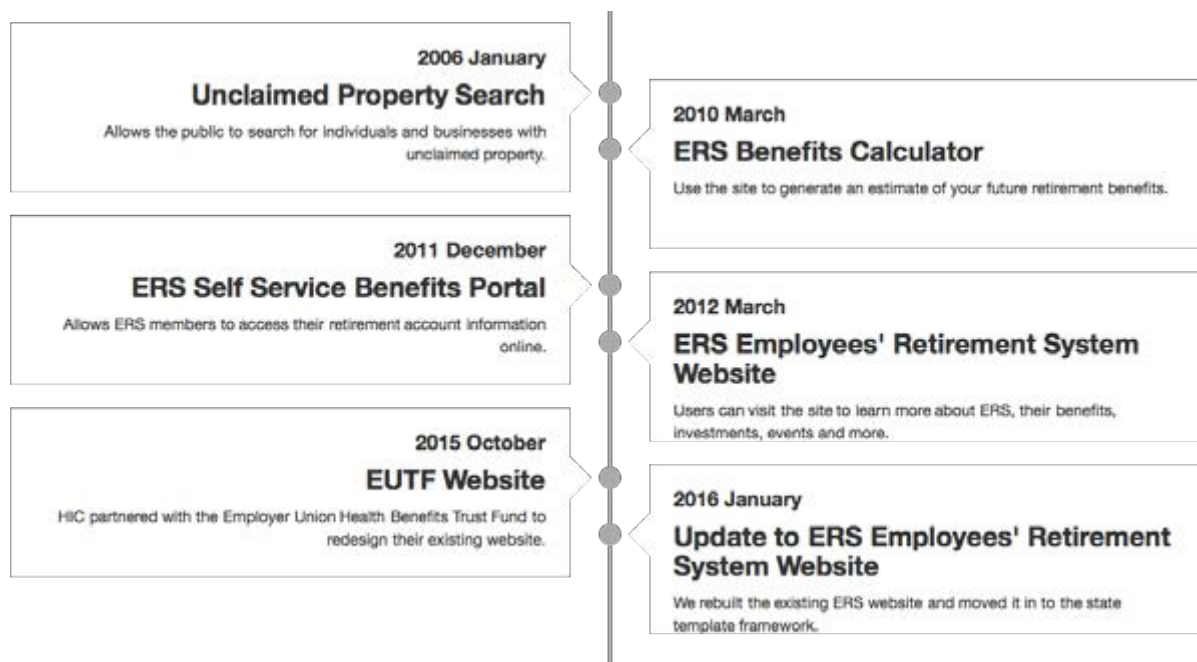 2006 January
Unclaimed Property Search
Allows the public to search for individuals and businesses with
unclaimed property.
2010 March
ERS Benefits Calculator
Use the site to generate an estimate of your future retirement benefits.
2011 December
ERS Self Service Benefits Portal
Allows ERS members to access their retirement account information
online.
2012 March
ERS Employees' Retirement System
Website
Users can visit the site to learn more about ERS, their benefits,
investments, events and more.
2015 October
EUTF Website
HIC partnered with the Employer Union Health Benefits Trust Fund to
redesign their existing website.
2016 January
Update to ERS Employees' Retirement
System Website
We rebuilt the existing ERS website and moved it in to the state
template framework.